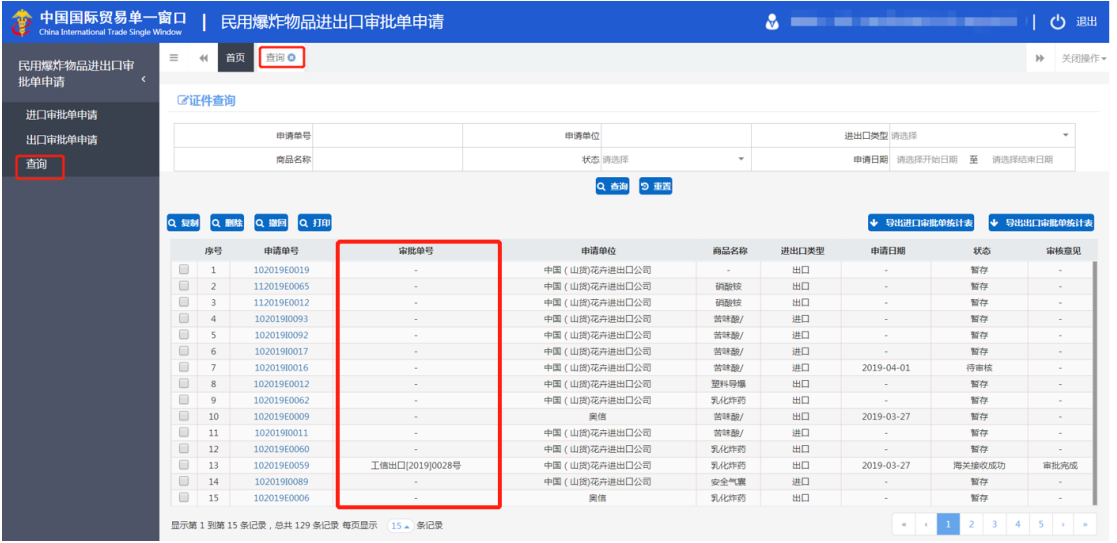 中国国际贸易单一窗口 | 民用爆炸物品进出口审批单申请 退出
China International Trade Single Window
民用爆炸物品进出口审批单申请
首页 查询 关闭操作
进口审批单申请
出口审批单申请
查询
证件查询
申请单号 申请单位 进出口类型 请选择
商品名称 状态 请选择 申请日期 请选择开始日期 至 请选择结束日期
查询 重置
复制 删除 撤回 打印 导出进口审批单统计表 导出出口审批单统计表
序号 申请单号 审批单号 申请单位 商品名称 进出口类型 申请日期 状态 审核意见
1 102019E0019 - 中国(山货)花卉进出口公司 - 出口 - 暂存 -
2 112019E0065 - 中国(山货)花卉进出口公司 硝酸铵 出口 - 暂存 -
3 112019E0012 - 中国(山货)花卉进出口公司 硝酸铵 出口 - 暂存 -
4 102019I0093 - 中国(山货)花卉进出口公司 苦味酸/ 进口 - 暂存 -
5 102019I0092 - 中国(山货)花卉进出口公司 苦味酸/ 进口 - 暂存 -
6 102019I0017 - 中国(山货)花卉进出口公司 苦味酸/ 进口 - 暂存 -
7 102019I0016 - 中国(山货)花卉进出口公司 苦味酸/ 进口 2019-04-01 待审核 -
8 102019E0012 - 中国(山货)花卉进出口公司 塑料导爆 出口 - 暂存 -
9 102019E0062 - 中国(山货)花卉进出口公司 乳化炸药 出口 - 暂存 -
10 102019E0009 - 奥信 苦味酸/ 出口 2019-03-27 暂存 -
11 102019I0011 - 中国(山货)花卉进出口公司 苦味酸/ 进口 - 暂存 -
12 102019E0060 - 中国(山货)花卉进出口公司 乳化炸药 出口 - 暂存 -
13 102019E0059 工信出口[2019]0028号 中国(山货)花卉进出口公司 乳化炸药 出口 2019-03-27 海关接收成功 审批完成
14 102019I0089 - 中国(山货)花卉进出口公司 安全气囊 进口 - 暂存 -
15 102019E0006 - 奥信 乳化炸药 出口 - 暂存 -
显示第 1 到第 15 条记录,总共 129 条记录 每页显示 15 条记录 « ‹ 1 2 3 4 5 › »